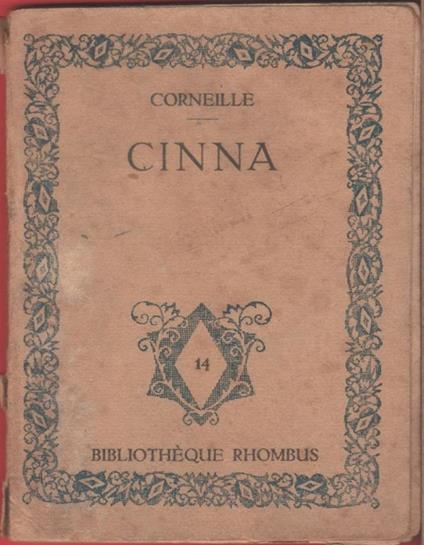 CORNEILLE
CINNA
14
BIBLIOTHÈQUE RHOMBUS